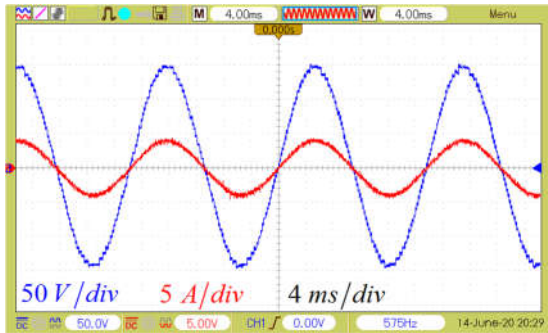 M 4.00ms W 4.00ms Menu
0.000s
50 V/div 5 A/div 4 ms/div
DC 50.0V DC 5.00V CH1 0.00V 575Hz 14-June-20 20:29